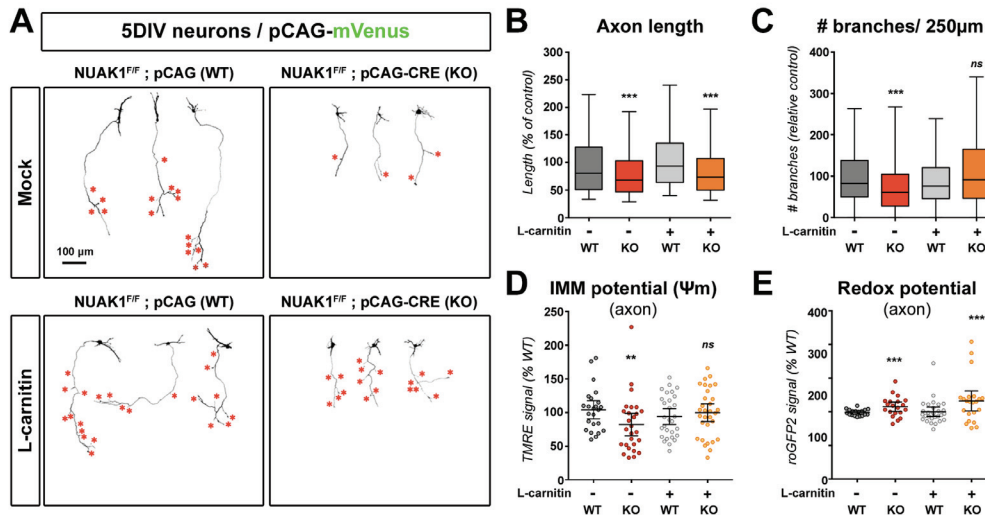 A
5DIV neurons / pCAG-mVenus
NUAK1F/F ; pCAG (WT)
NUAK1F/F ; pCAG-CRE (KO)
Mock
100 µm
NUAK1F/F ; pCAG (WT)
NUAK1F/F ; pCAG-CRE (KO)
L-carnitin
B
Axon length
Length (% of control)
300
250
200
150
100
50
0
***
***
L-carnitin - - + +
WT KO WT KO
C
# branches/ 250µm
# branches (relative control)
400
300
200
100
0
***
ns
L-carnitin - - + +
WT KO WT KO
D
IMM potential (Ψm)
(axon)
TMRE signal (% WT)
250
200
150
100
50
0
**
ns
L-carnitin - - + +
WT KO WT KO
E
Redox potential
(axon)
roGFP2 signal (% WT)
400
300
200
100
0
***
***
L-carnitin - - + +
WT KO WT KO